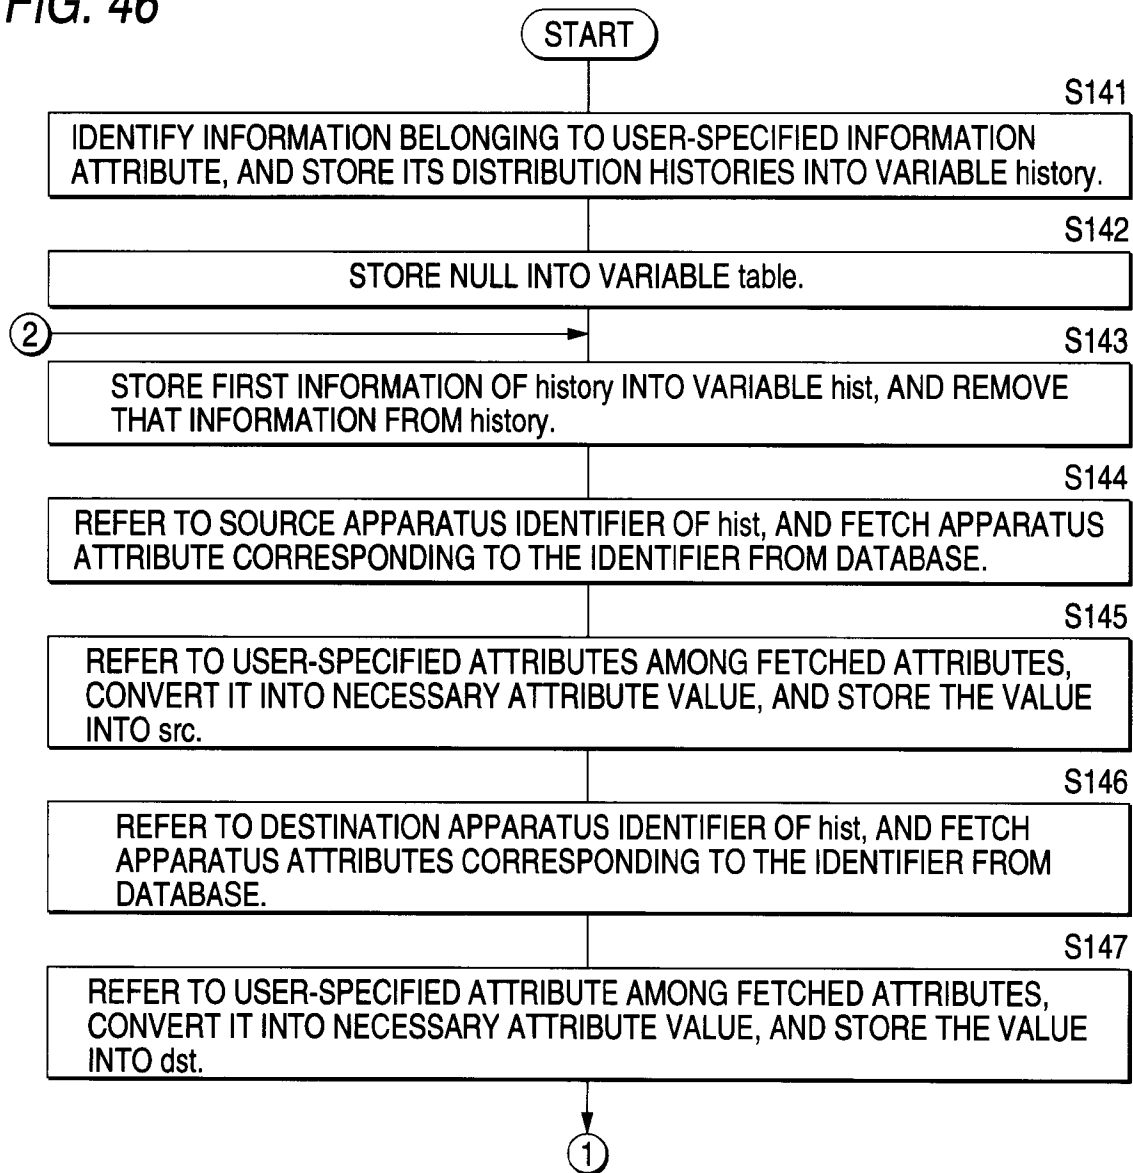 FIG. 46
START
S141
IDENTIFY INFORMATION BELONGING TO USER-SPECIFIED INFORMATION
ATTRIBUTE, AND STORE ITS DISTRIBUTION HISTORIES INTO VARIABLE history.
S142
STORE NULL INTO VARIABLE table.
2
S143
STORE FIRST INFORMATION OF history INTO VARIABLE hist, AND REMOVE
THAT INFORMATION FROM history.
S144
REFER TO SOURCE APPARATUS IDENTIFIER OF hist, AND FETCH APPARATUS
ATTRIBUTE CORRESPONDING TO THE IDENTIFIER FROM DATABASE.
S145
REFER TO USER-SPECIFIED ATTRIBUTES AMONG FETCHED ATTRIBUTES,
CONVERT IT INTO NECESSARY ATTRIBUTE VALUE, AND STORE THE VALUE
INTO src.
S146
REFER TO DESTINATION APPARATUS IDENTIFIER OF hist, AND FETCH
APPARATUS ATTRIBUTES CORRESPONDING TO THE IDENTIFIER FROM
DATABASE.
S147
REFER TO USER-SPECIFIED ATTRIBUTE AMONG FETCHED ATTRIBUTES,
CONVERT IT INTO NECESSARY ATTRIBUTE VALUE, AND STORE THE VALUE
INTO dst.
1